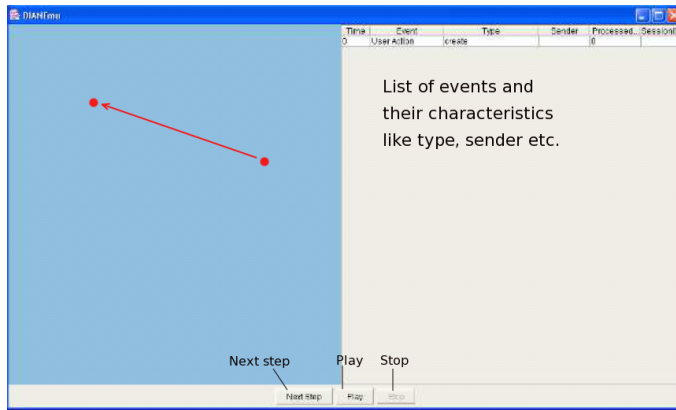 DIANEmu
Time Event Type Sender Processed... SessionI
0 User Action create 0
List of events and
their characteristics
like type, sender etc.
Next step Play Stop
Next Step Play Stop